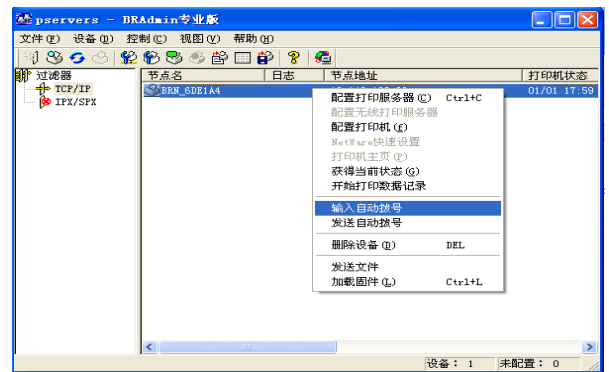 pservers - BRAdmin专业版
文件(F) 设备(D) 控制(C) 视图(V) 帮助(H)
过滤器
TCP/IP
IPX/SPX
节点名 日志 节点地址 打印机状态
BRN_6DE1A4 01/01 17:59
配置打印服务器(C) Ctrl+C
配置无线打印服务器
配置打印机(f)
NetWare快速设置
打印机主页(P)
获得当前状态(G)
开始打印数据记录
输入自动拨号
发送自动拨号
删除设备(D) DEL
发送文件
加载固件(L) Ctrl+L
设备: 1 未配置: 0